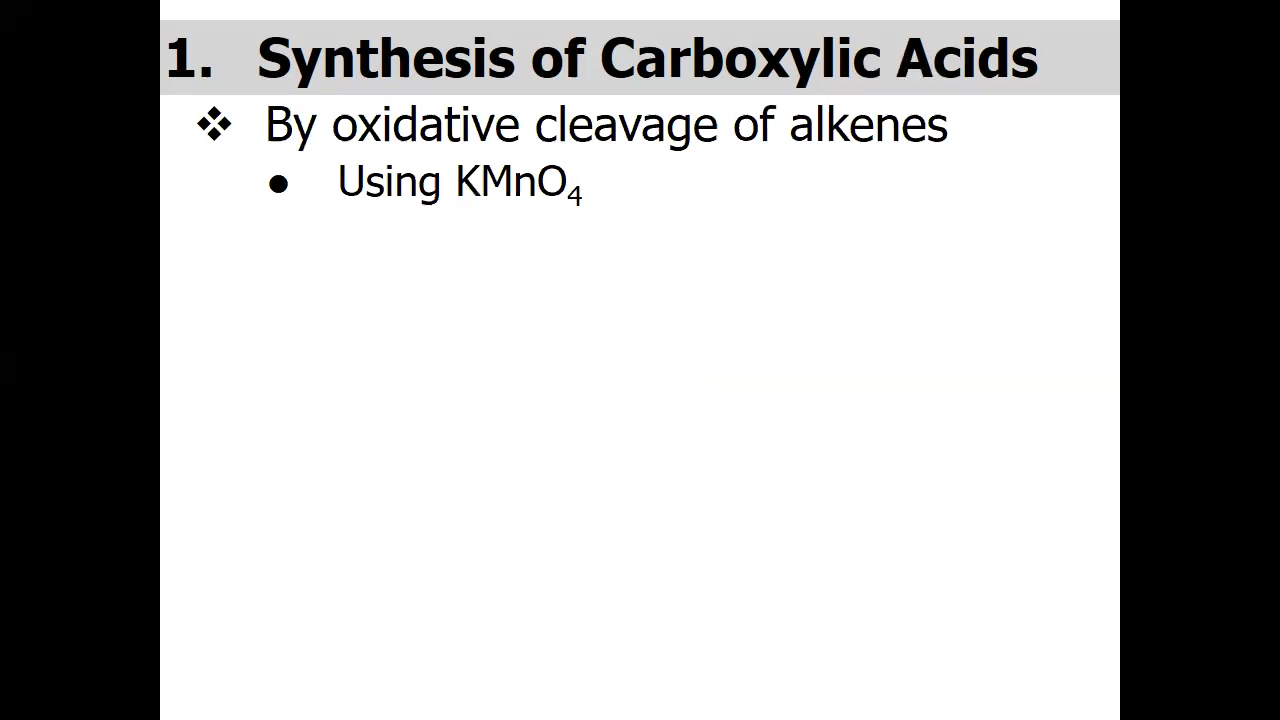 1. Synthesis of Carboxylic Acids
❖ By oxidative cleavage of alkenes
● Using KMnO₄